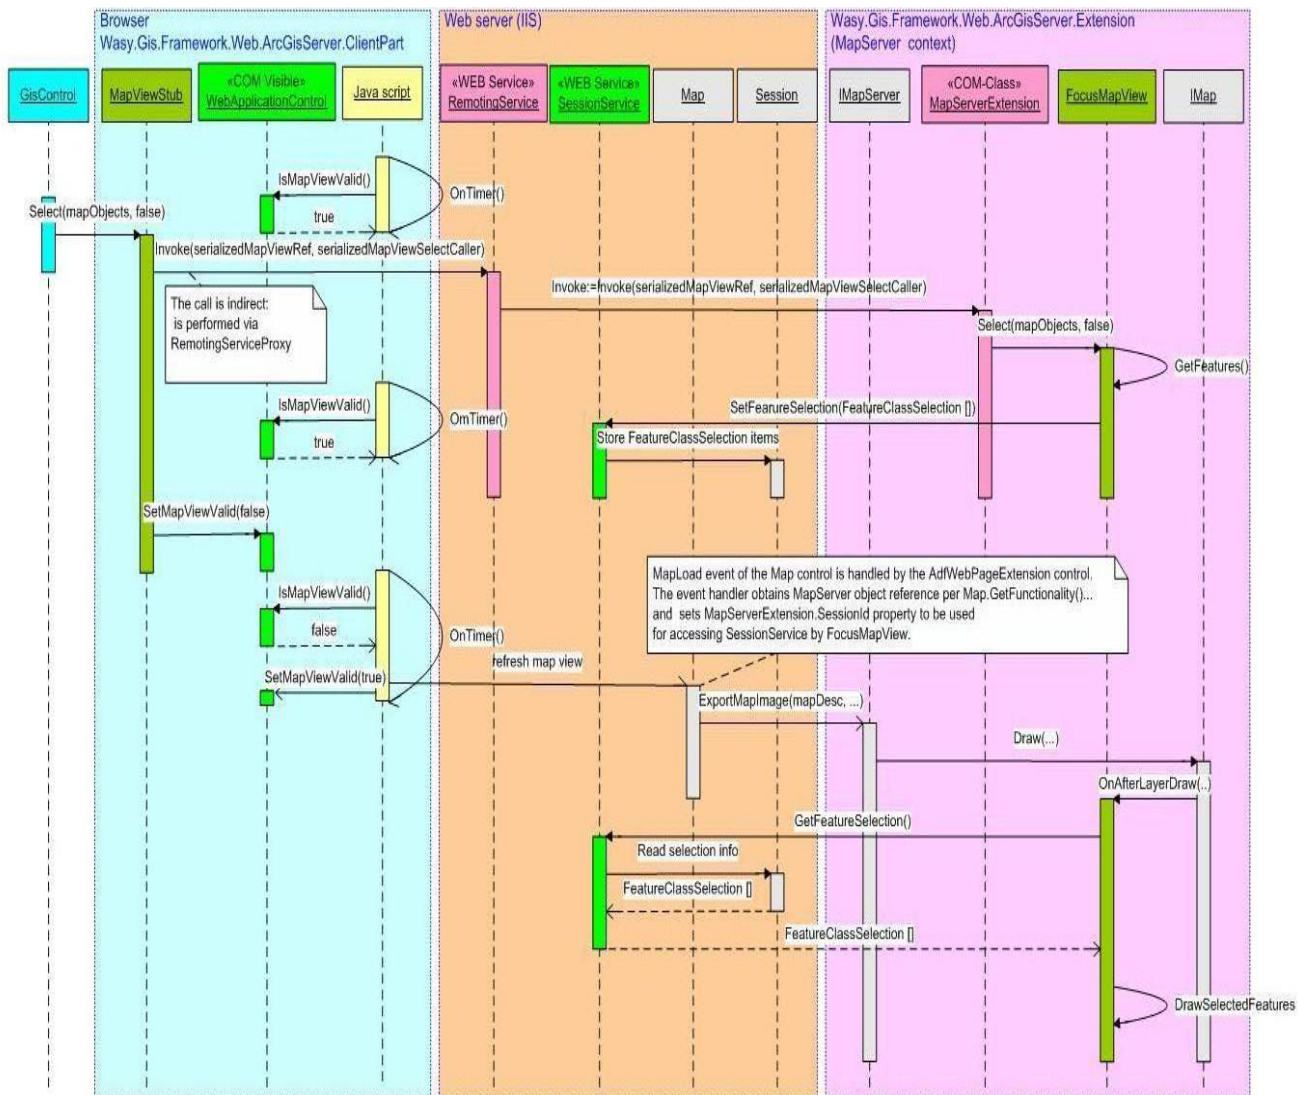 Browser
Wasy.Gis.Framework.Web.ArcGisServer.ClientPart
Web server (IIS)
Wasy.Gis.Framework.Web.ArcGisServer.Extension
(MapServer context)
GisControl
MapViewStub
«COM Visible»
WebApplicationControl
Java script
«WEB Service»
RemotingService
«WEB Service»
SessionService
Map
Session
IMapServer
«COM-Class»
MapServerExtension
FocusMapView
IMap
IsMapViewValid()
OnTimer()
true
Select(mapObjects, false)
Invoke(serializedMapViewRef, serializedMapViewSelectCaller)
The call is indirect:
is performed via
RemotingServiceProxy
Invoke:=Invoke(serializedMapViewRef, serializedMapViewSelectCaller)
Select(mapObjects, false)
GetFeatures()
IsMapViewValid()
OmTimer()
true
SetFearureSelection(FeatureClassSelection [])
Store FeatureClassSelection items
SetMapViewValid(false)
MapLoad event of the Map control is handled by the AdfWebPageExtension control.
The event handler obtains MapServer object reference per Map.GetFunctionality()...
and sets MapServerExtension.SessionId property to be used
for accessing SessionService by FocusMapView.
IsMapViewValid()
false
OnTimer()
refresh map view
SetMapViewValid(true)
ExportMapImage(mapDesc, ...)
Draw(...)
OnAfterLayerDraw(..)
GetFeatureSelection()
Read selection info
FeatureClassSelection []
FeatureClassSelection []
DrawSelectedFeatures